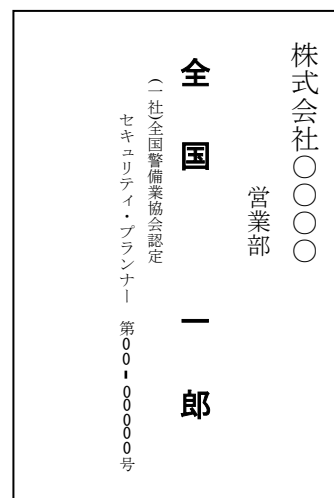 株式会社○○○○
営業部
全国 一郎
(一社)全国警備業協会認定
セキュリティ・プランナー 第00-00000号